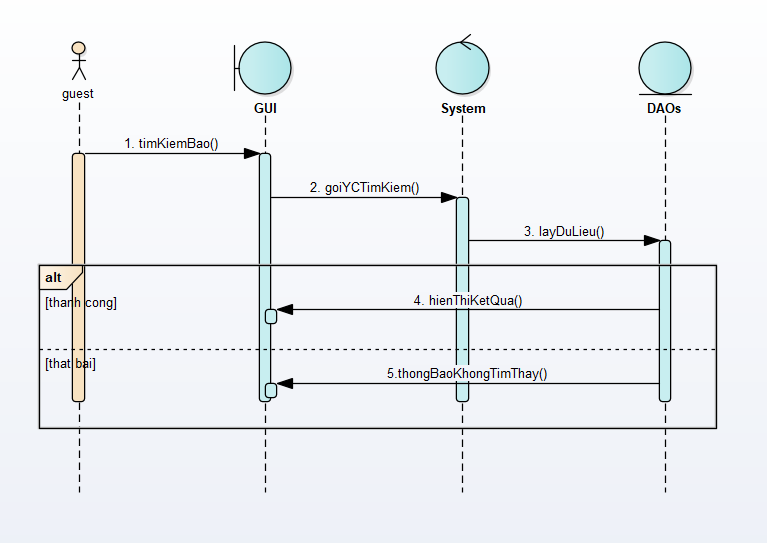 guest
GUI
System
DAOs
1. timKiemBao()
2. goiYCTimKiem()
3. layDuLieu()
alt
[thanh cong]
4. hienThiKetQua()
[that bai]
5.thongBaoKhongTimThay()